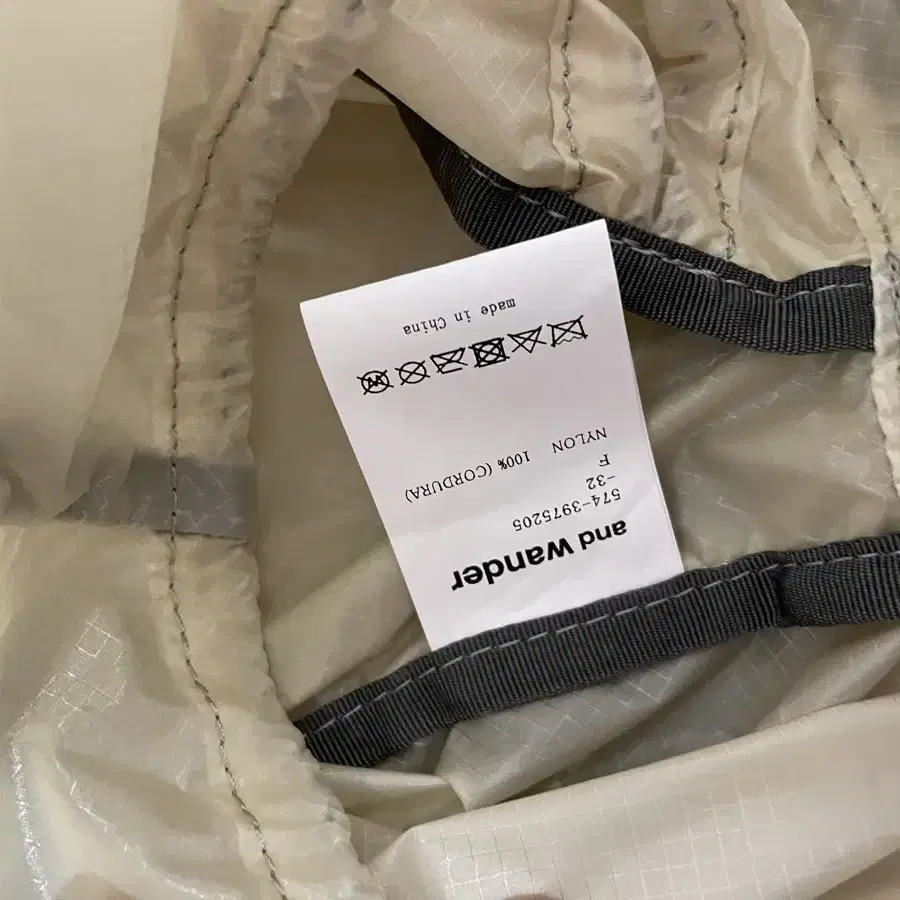 and wander
574-3975205
-32
F
NYLON 100% (CORDURA)
made in China